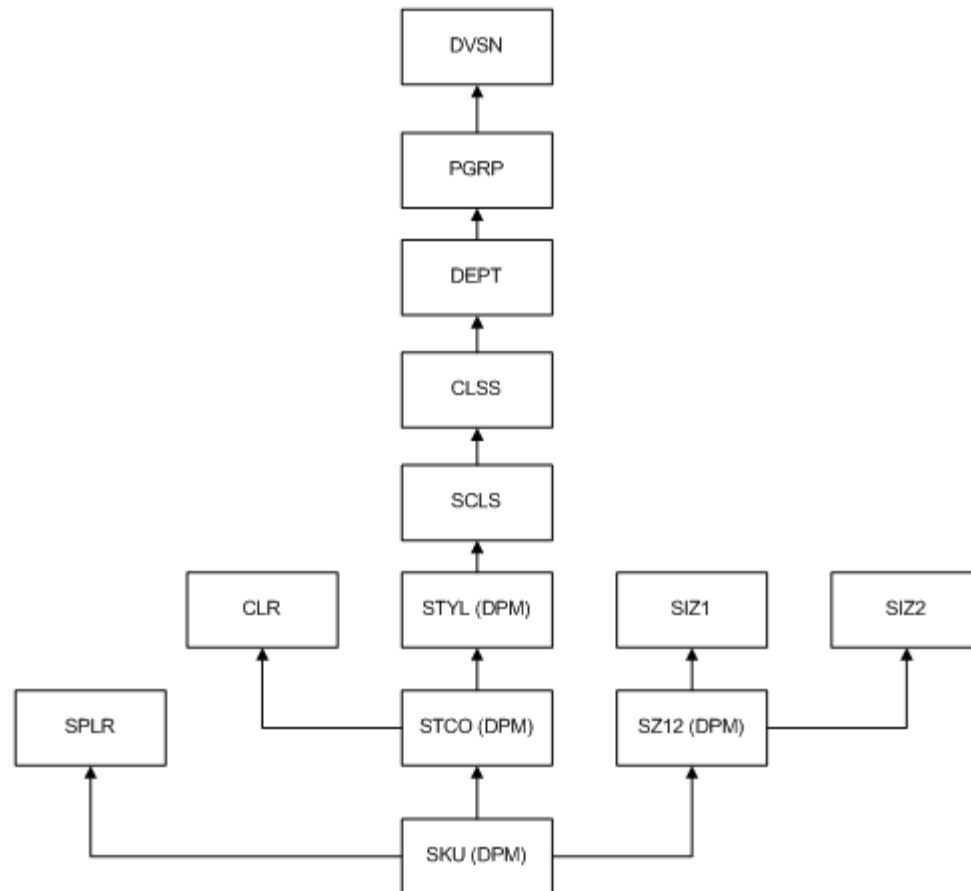 DVSN
PGRP
DEPT
CLSS
SCLS
CLR
STYL (DPM)
SIZ1
SIZ2
SPLR
STCO (DPM)
SZ12 (DPM)
SKU (DPM)